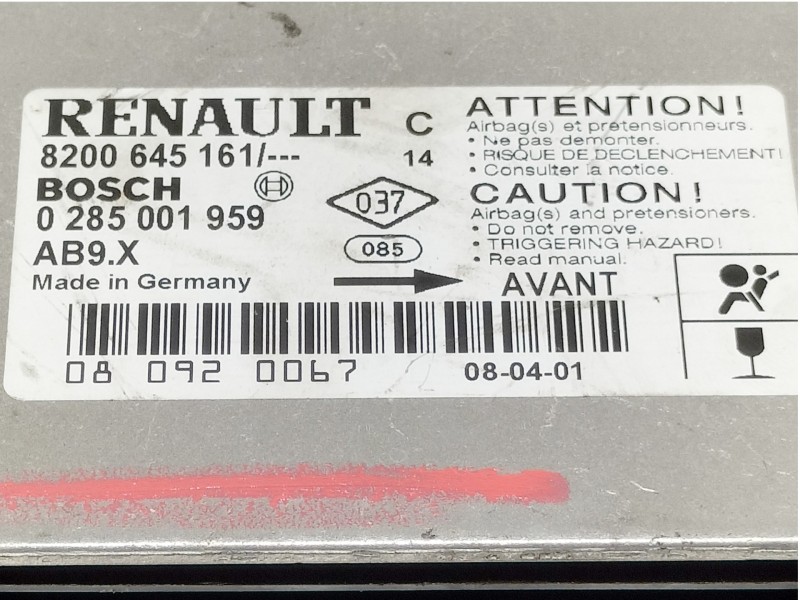 RENAULT
C
8200 645 161/---
14
BOSCH
0 285 001 959
037
AB9.X
085
Made in Germany
AVANT
08 092 0067
08-04-01
ATTENTION!
Airbag(s) et prétensionneurs.
• Ne pas démonter.
• RISQUE DE DECLENCHEMENT!
• Consulter la notice.
CAUTION!
Airbag(s) and pretensioners.
• Do not remove.
• TRIGGERING HAZARD!
• Read manual.